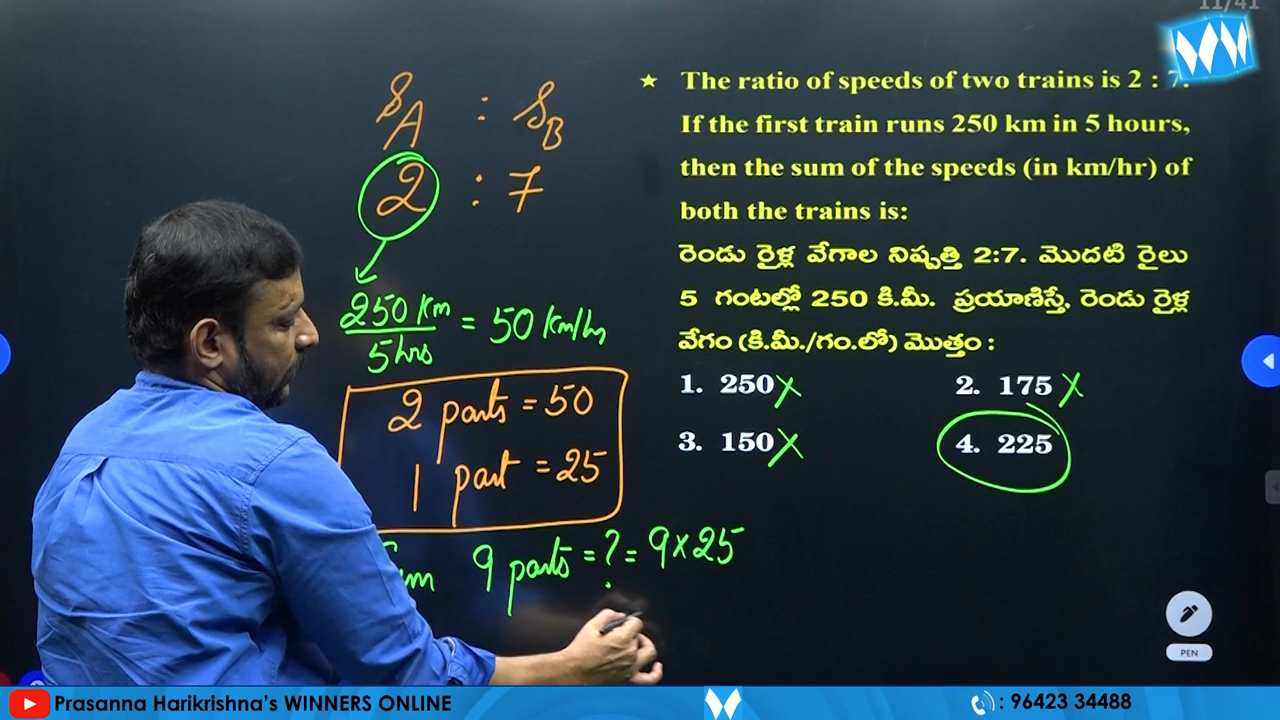 11/41
S_A : S_B
2 : 7
250 km / 5 hrs = 50 km/hr
2 parts = 50
1 part = 25
9 parts = ? = 9×25
★ The ratio of speeds of two trains is 2 : 7.
If the first train runs 250 km in 5 hours,
then the sum of the speeds (in km/hr) of
both the trains is:
రెండు రైళ్ల వేగాల నిష్పత్తి 2:7. మొదటి రైలు
5 గంటల్లో 250 కి.మీ. ప్రయాణిస్తే, రెండు రైళ్ల
వేగం (కి.మీ./గం.లో) మొత్తం :
1. 250 2. 175
3. 150 4. 225
PEN
Prasanna Harikrishna's WINNERS ONLINE : 96423 34488